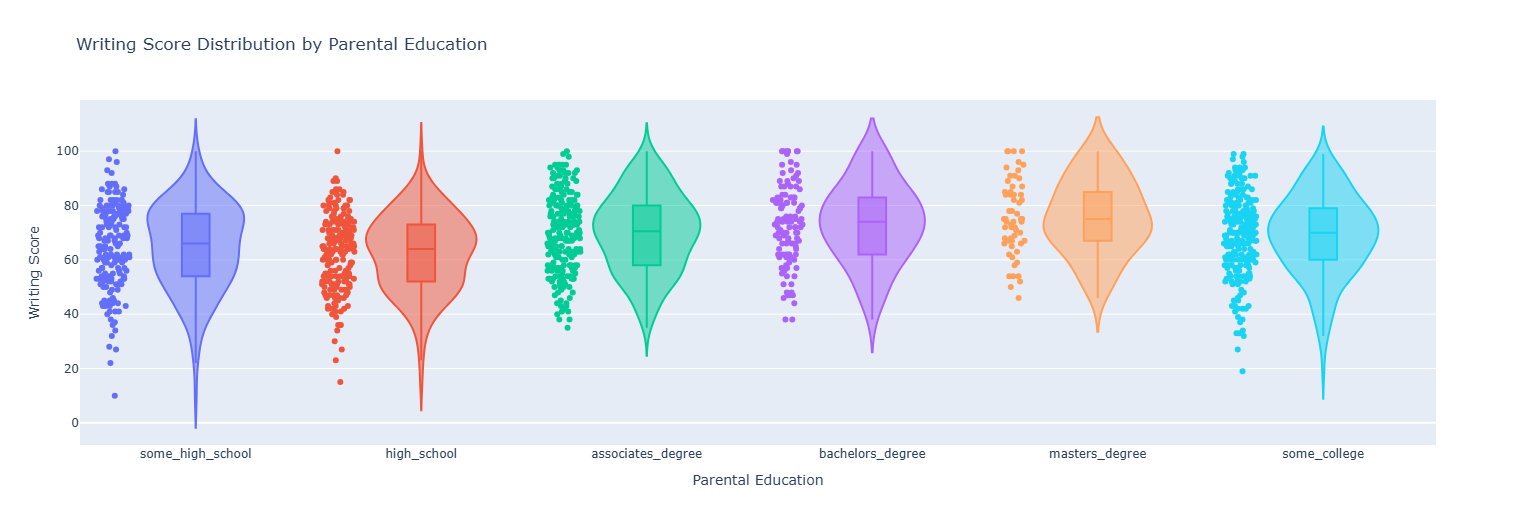 Writing Score Distribution by Parental Education
Writing Score
100
80
60
40
20
0
some_high_school high_school associates_degree bachelors_degree masters_degree some_college
Parental Education